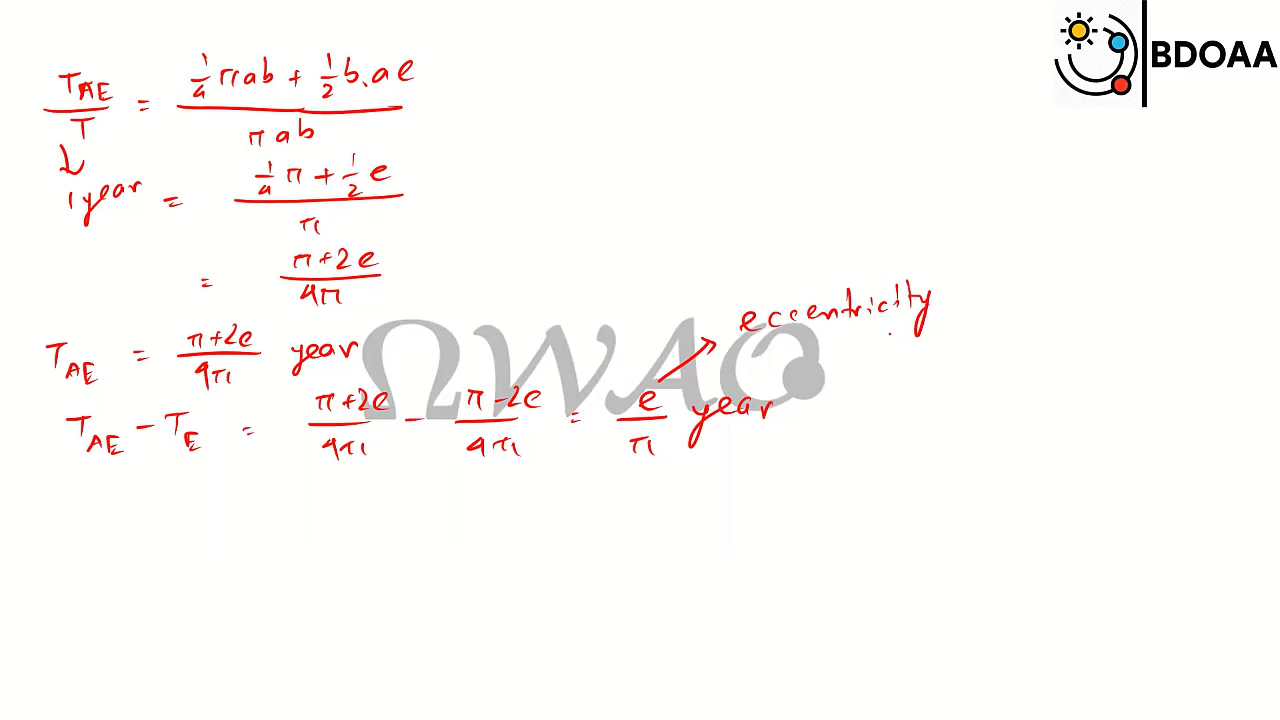 BDOAA
T_AE / T = (1/4 πab + 1/2 b.ae) / πab
↓
1 year = (1/4 π + 1/2 e) / π
= (π+2e) / 4π
T_AE = (π+2e) / 4π year
eccentricity
T_AE − T_E = (π+2e) / 4π − (π−2e) / 4π = e / π year
ΩWAO